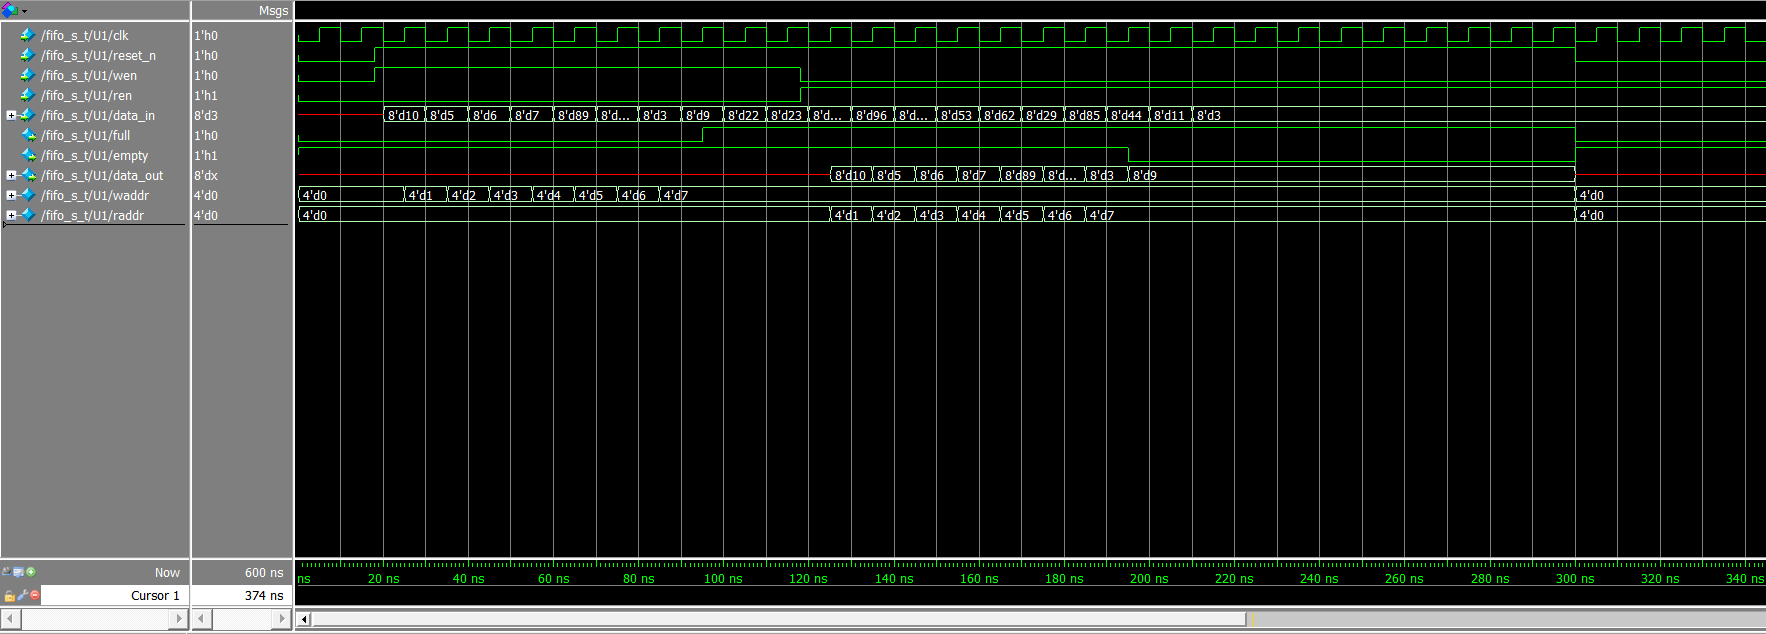 Msgs
/fifo_s_t/U1/clk 1'h0
/fifo_s_t/U1/reset_n 1'h0
/fifo_s_t/U1/wen 1'h0
/fifo_s_t/U1/ren 1'h1
/fifo_s_t/U1/data_in 8'd3 8'd10 8'd5 8'd6 8'd7 8'd89 8'd... 8'd3 8'd9 8'd22 8'd23 8'd... 8'd96 8'd... 8'd53 8'd62 8'd29 8'd85 8'd44 8'd11 8'd3
/fifo_s_t/U1/full 1'h0
/fifo_s_t/U1/empty 1'h1
/fifo_s_t/U1/data_out 8'dx 8'd10 8'd5 8'd6 8'd7 8'd89 8'd... 8'd3 8'd9
/fifo_s_t/U1/waddr 4'd0 4'd0 4'd1 4'd2 4'd3 4'd4 4'd5 4'd6 4'd7 4'd0
/fifo_s_t/U1/raddr 4'd0 4'd0 4'd1 4'd2 4'd3 4'd4 4'd5 4'd6 4'd7 4'd0
Now 600 ns ns 20 ns 40 ns 60 ns 80 ns 100 ns 120 ns 140 ns 160 ns 180 ns 200 ns 220 ns 240 ns 260 ns 280 ns 300 ns 320 ns 340 ns
Cursor 1 374 ns